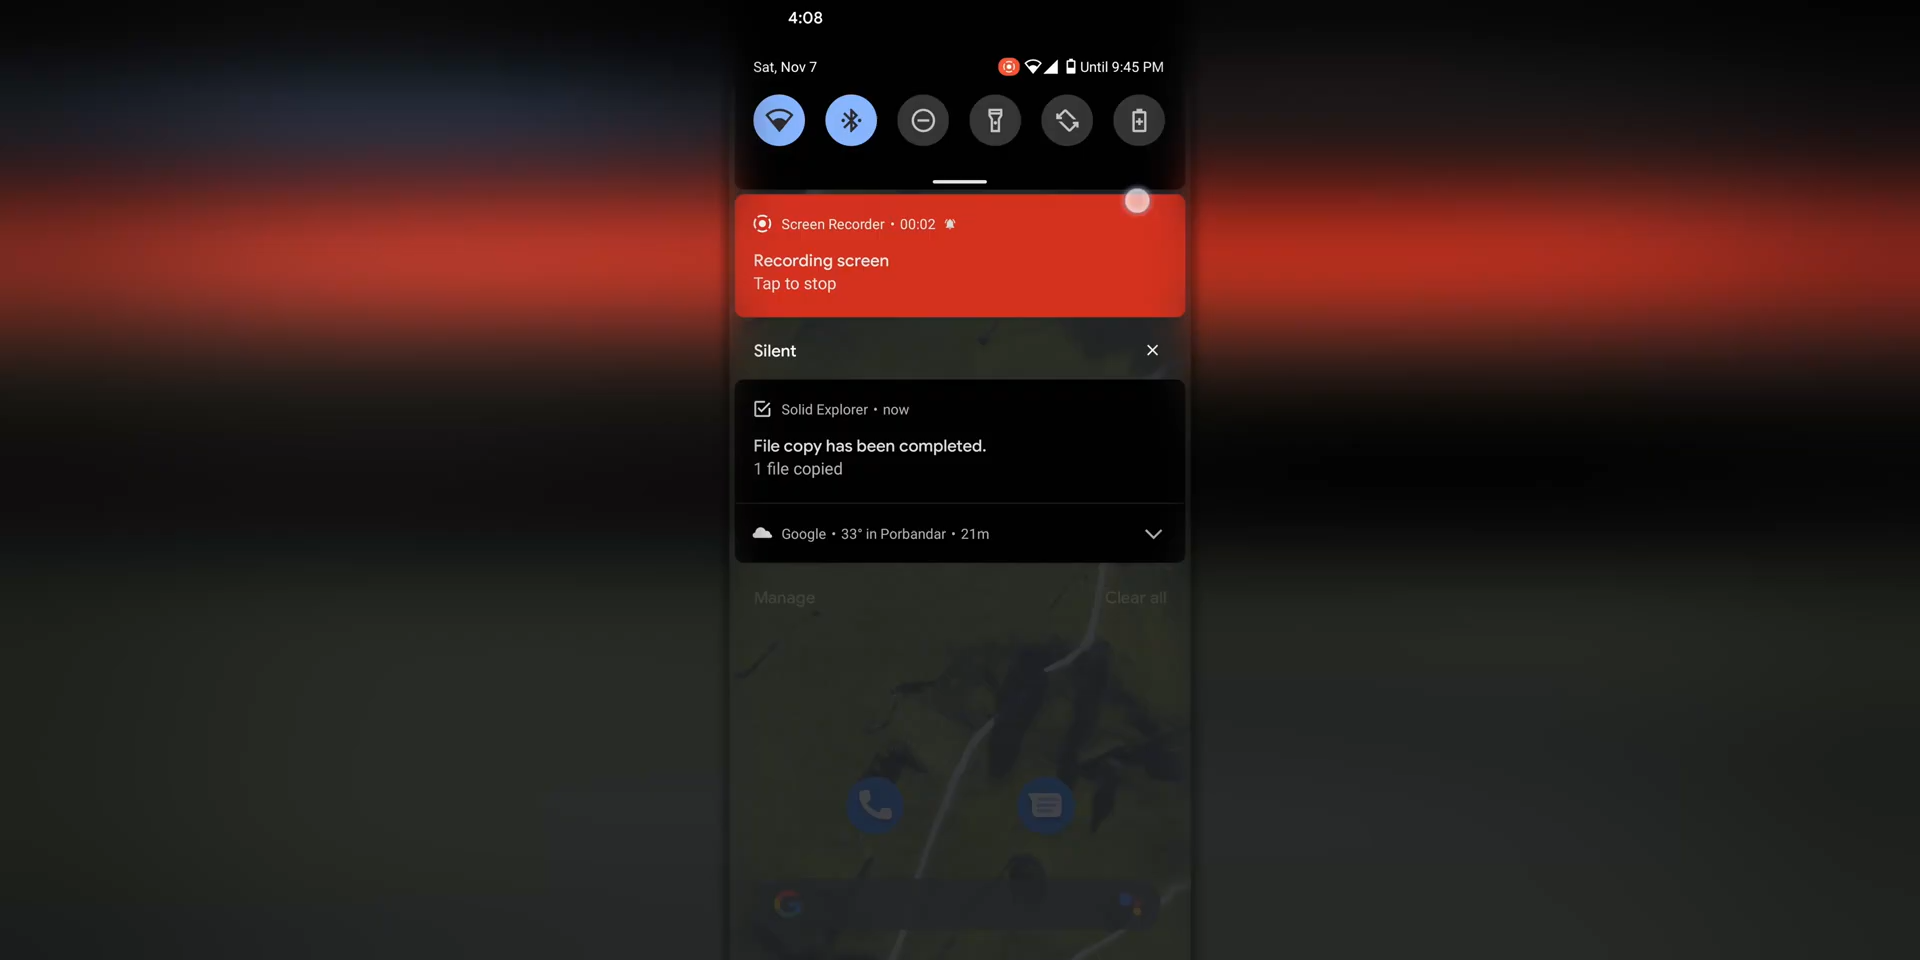 4:08
Sat, Nov 7
Until 9:45 PM
Screen Recorder • 00:02
Recording screen
Tap to stop
Silent
Solid Explorer • now
File copy has been completed.
1 file copied
Google • 33° in Porbandar • 21m
Manage
Clear all